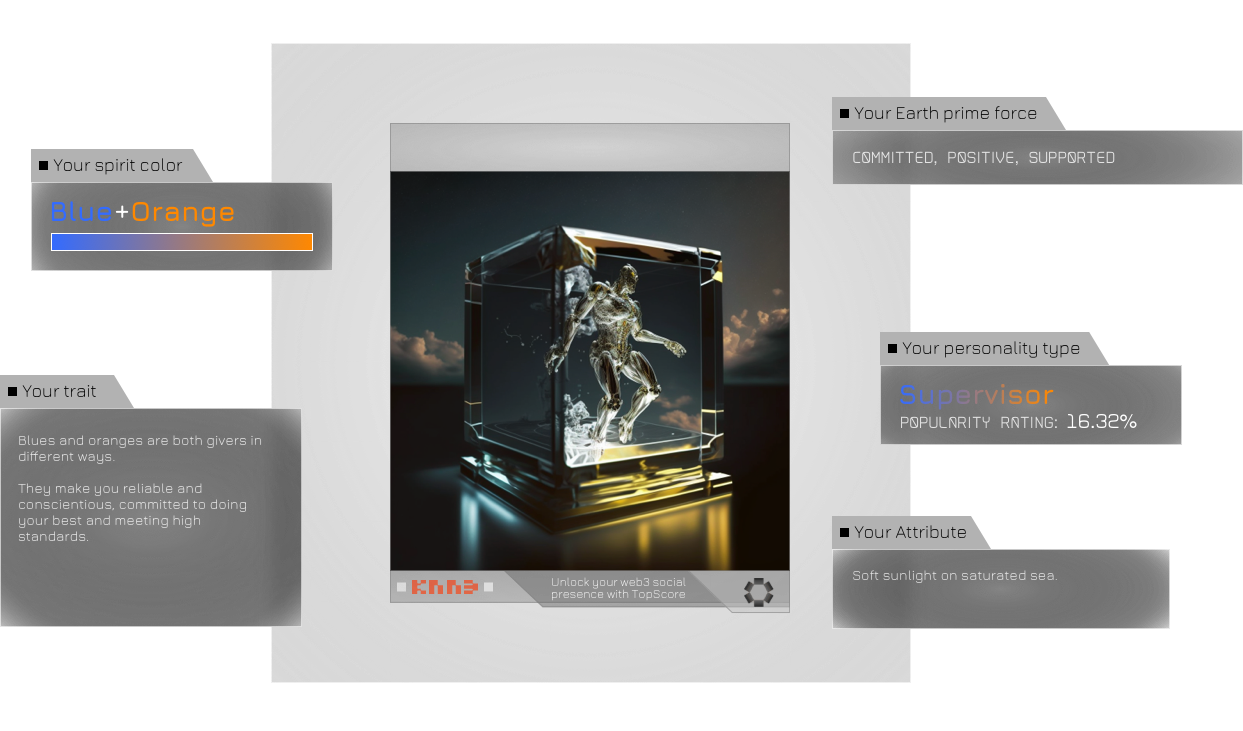 Your Earth prime force
COMMITTED, POSITIVE, SUPPORTED
Your spirit color
Blue+Orange
Your personality type
Supervisor
POPULARITY RATING: 16.32%
Your trait
Blues and oranges are both givers in
different ways.
They make you reliable and
conscientious, committed to doing
your best and meeting high
standards.
Your Attribute
Soft sunlight on saturated sea.
KNN3
Unlock your web3 social
presence with TopScore